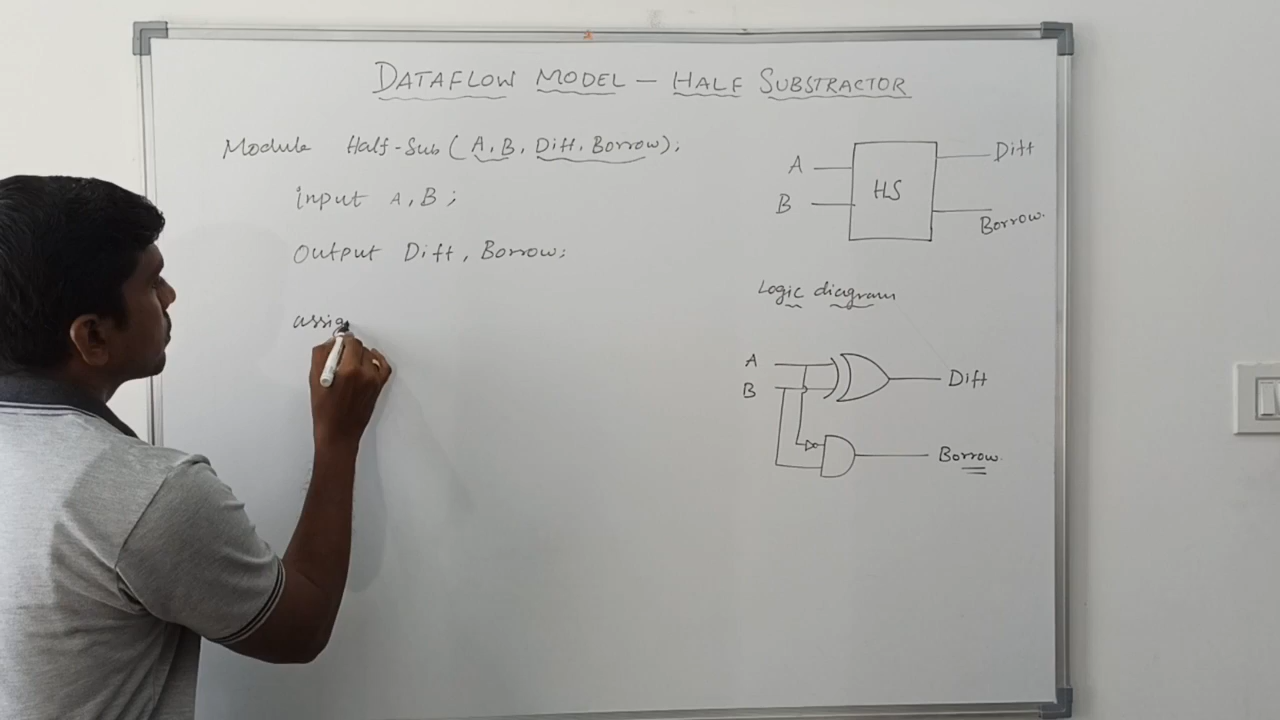 DATAFLOW MODEL – HALF SUBSTRACTOR
Module Half-Sub (A, B, Diff, Borrow);
input A, B;
Output Diff, Borrow;
assig
A
B
HS
Diff
Borrow.
Logic diagram
A
B
Diff
Borrow.